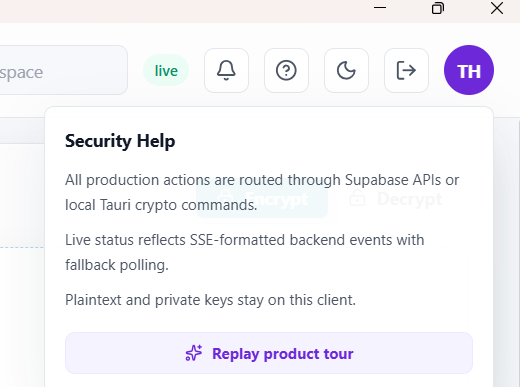 space
live
TH
Security Help
All production actions are routed through Supabase APIs or
local Tauri crypto commands.
Encrypt
Decrypt
Live status reflects SSE-formatted backend events with
fallback polling.
Plaintext and private keys stay on this client.
Replay product tour